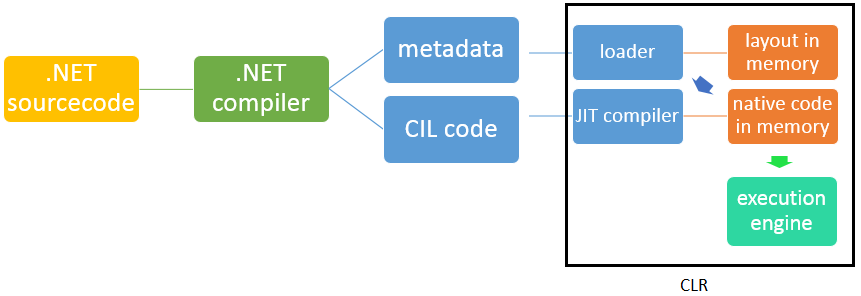 .NET
sourcecode
.NET
compiler
metadata
CIL code
loader
JIT compiler
layout in
memory
native code
in memory
execution
engine
CLR